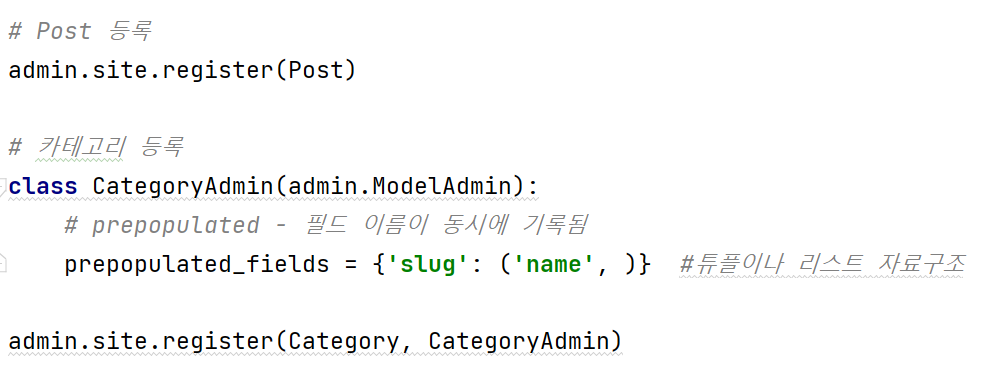 # Post 등록
admin.site.register(Post)
# 카테고리 등록
class CategoryAdmin(admin.ModelAdmin):
# prepopulated - 필드 이름이 동시에 기록됨
prepopulated_fields = {'slug': ('name', )}  #튜플이나 리스트 자료구조
admin.site.register(Category, CategoryAdmin)